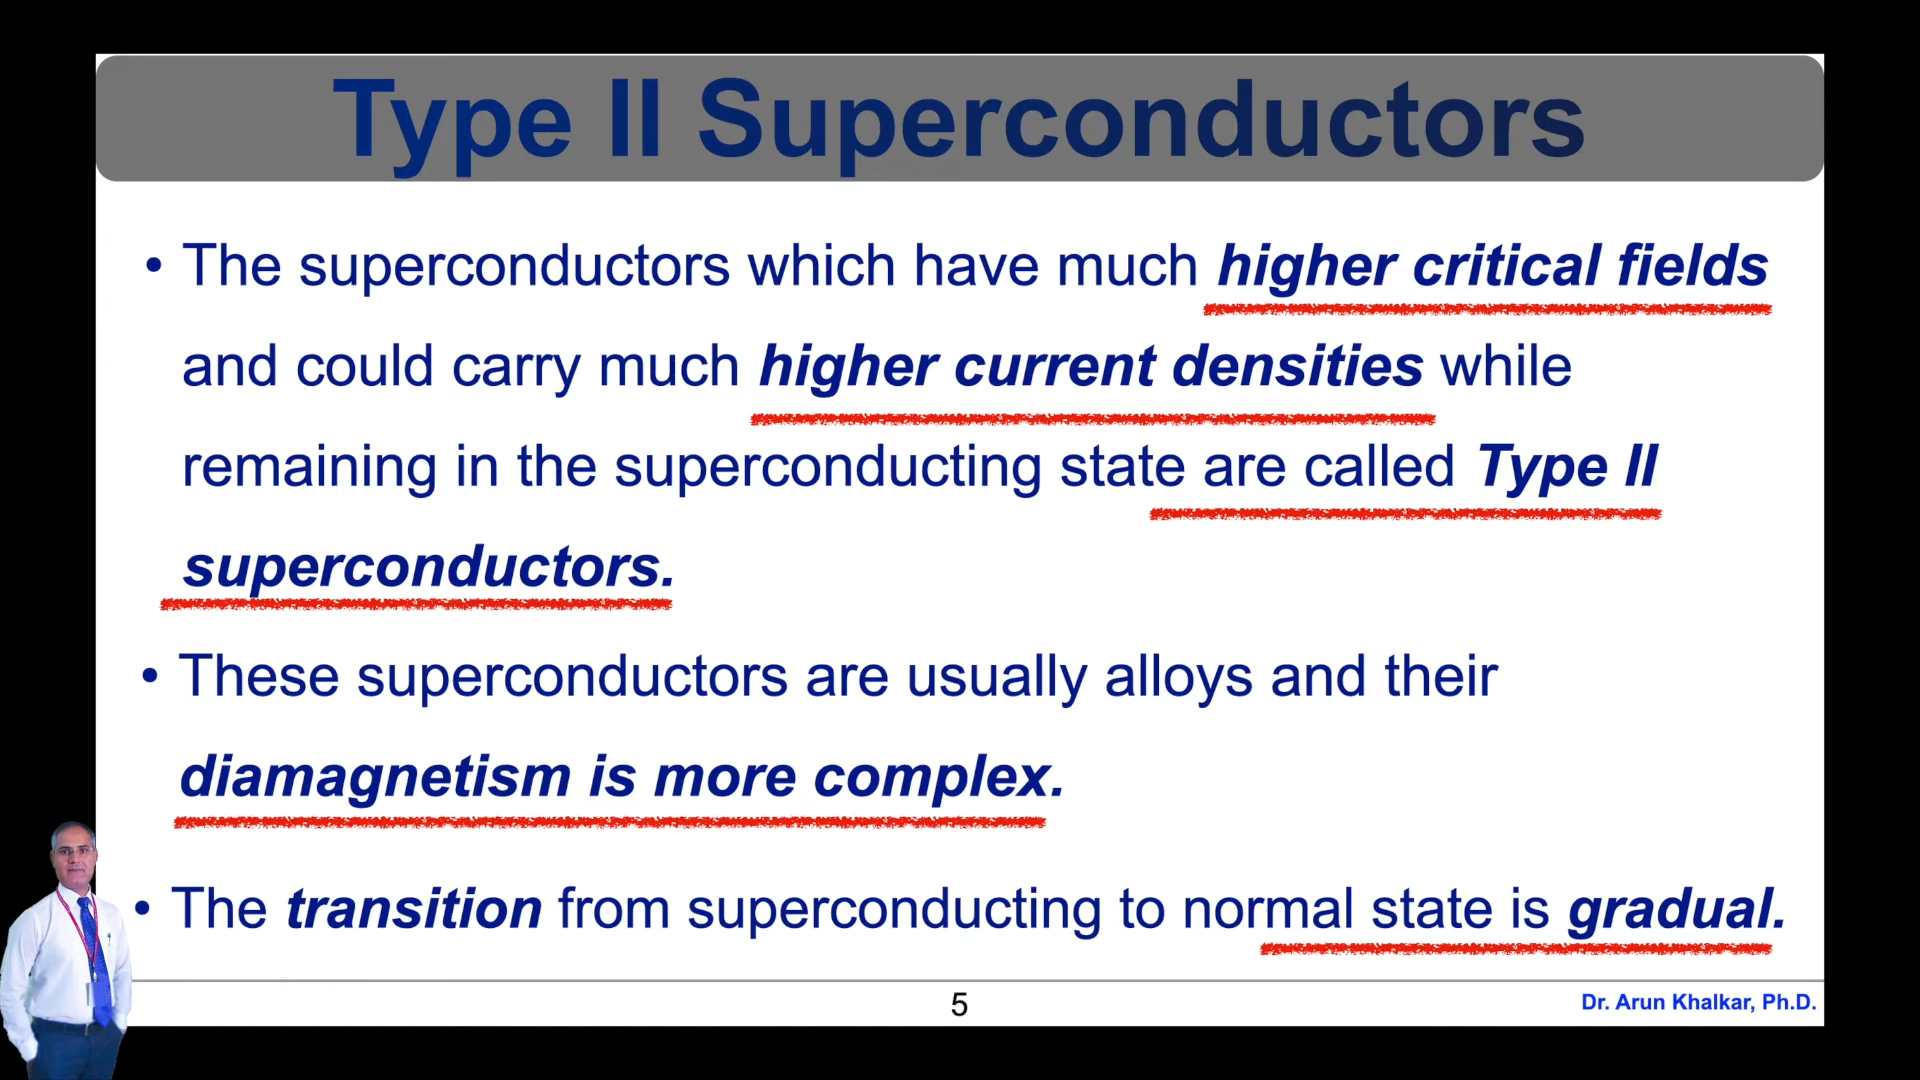 Type II Superconductors
• The superconductors which have much higher critical fields
and could carry much higher current densities while
remaining in the superconducting state are called Type II
superconductors.
• These superconductors are usually alloys and their
diamagnetism is more complex.
• The transition from superconducting to normal state is gradual.
5
Dr. Arun Khalkar, Ph.D.